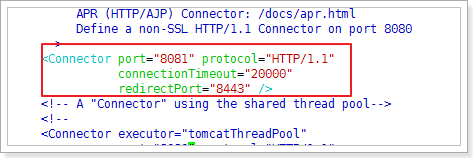 APR (HTTP/AJP) Connector: /docs/apr.html
Define a non-SSL HTTP/1.1 Connector on port 8080
<Connector port="8081" protocol="HTTP/1.1"
connectionTimeout="20000"
redirectPort="8443" />
<!-- A "Connector" using the shared thread pool-->
<!--
<Connector executor="tomcatThreadPool"